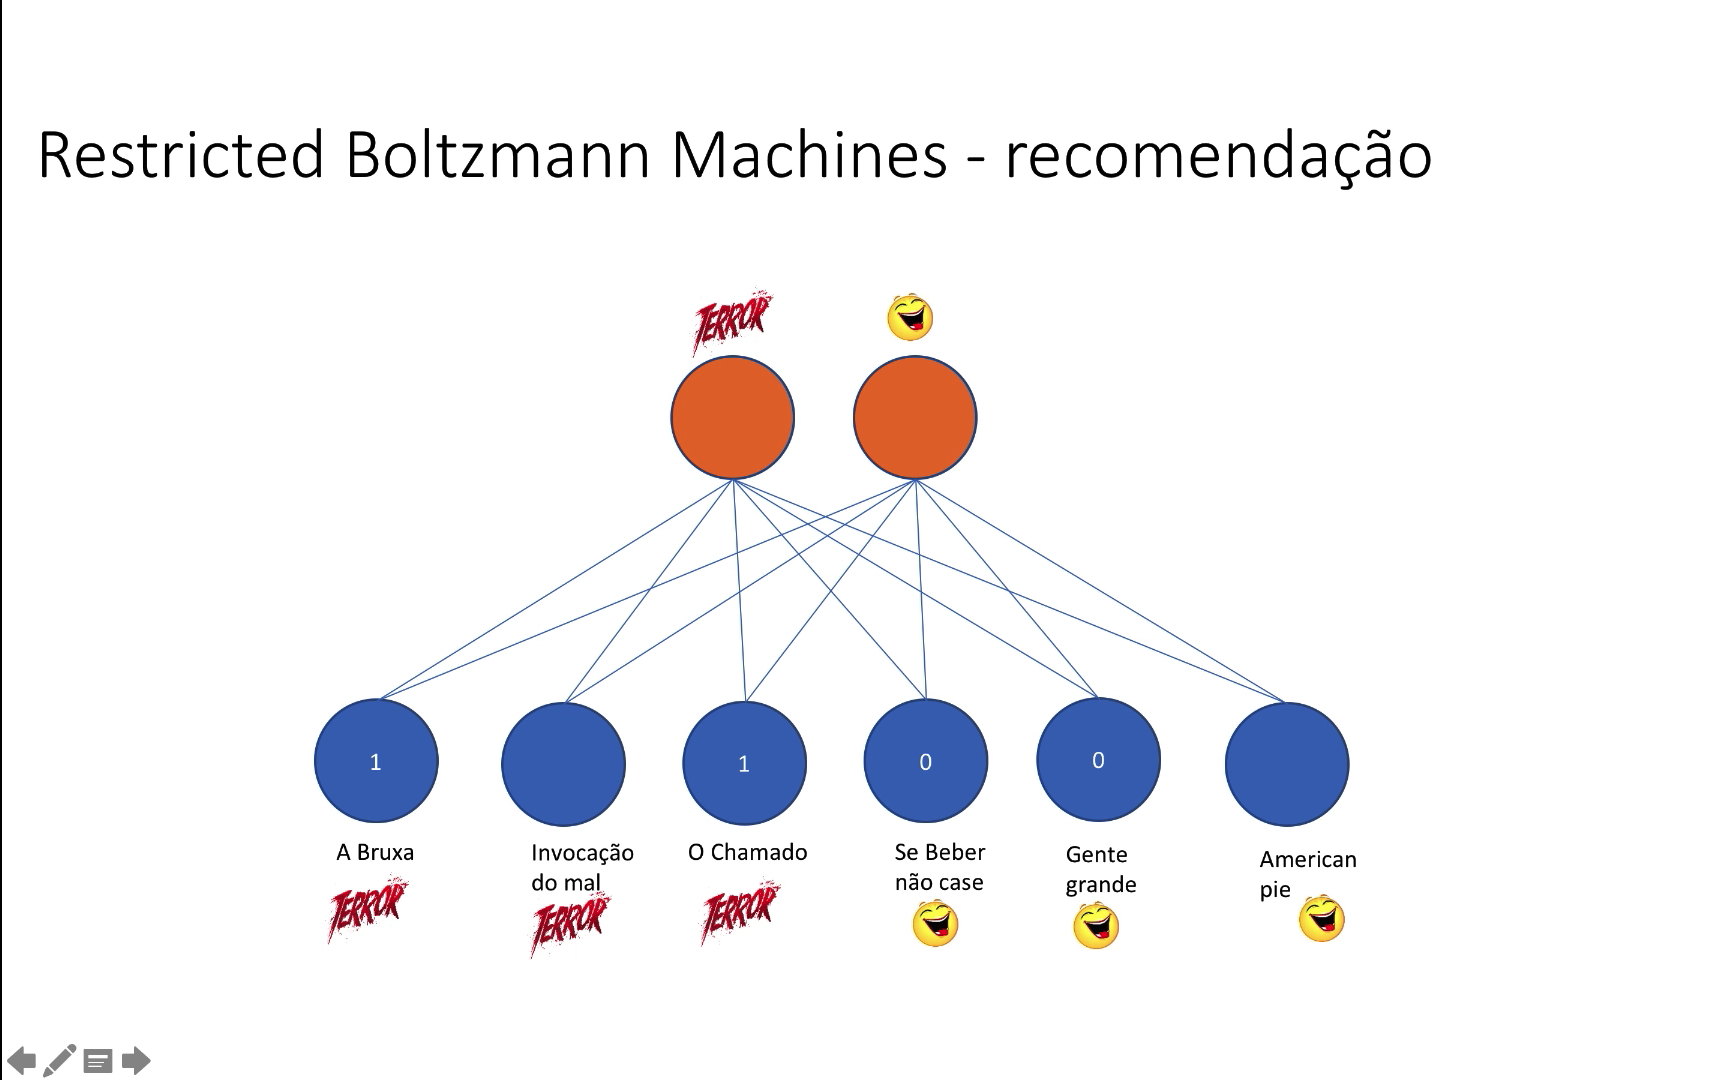 Restricted Boltzmann Machines - recomendação
TERROR
1
1
0
0
A Bruxa
Invocação
do mal
O Chamado
Se Beber
não case
Gente
grande
American
pie
TERROR
TERROR
TERROR